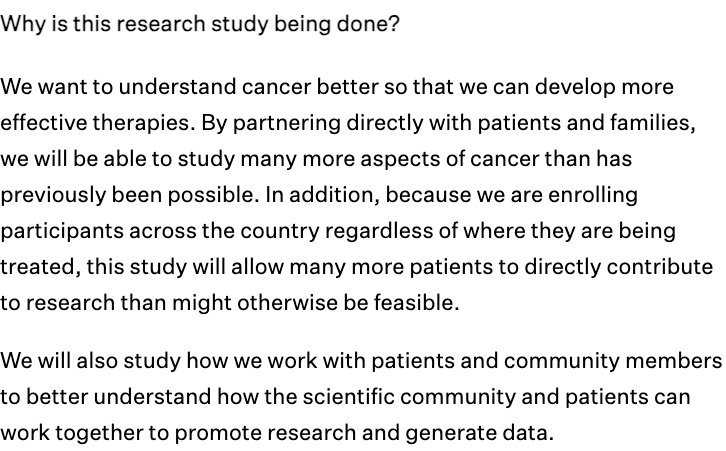 Why is this research study being done?
We want to understand cancer better so that we can develop more
effective therapies. By partnering directly with patients and families,
we will be able to study many more aspects of cancer than has
previously been possible. In addition, because we are enrolling
participants across the country regardless of where they are being
treated, this study will allow many more patients to directly contribute
to research than might otherwise be feasible.
We will also study how we work with patients and community members
to better understand how the scientific community and patients can
work together to promote research and generate data.